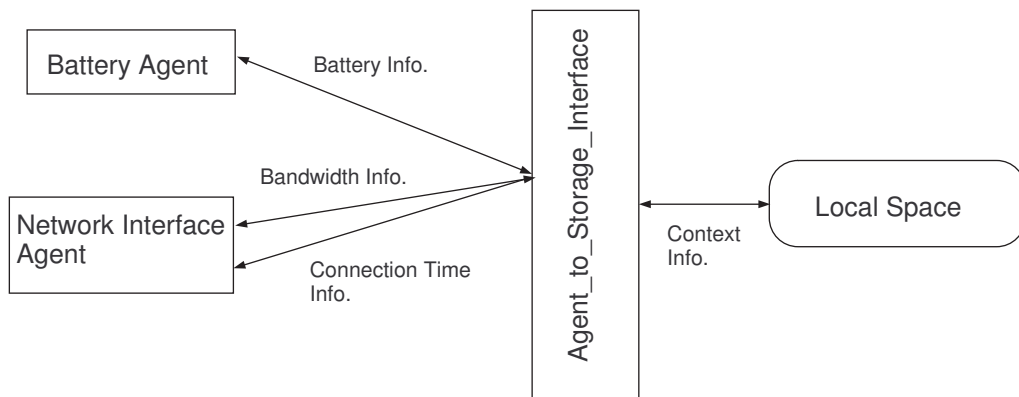 Battery Agent
Battery Info.
Bandwidth Info.
Network Interface
Agent
Connection Time
Info.
Agent_to_Storage_Interface
Context
Info.
Local Space